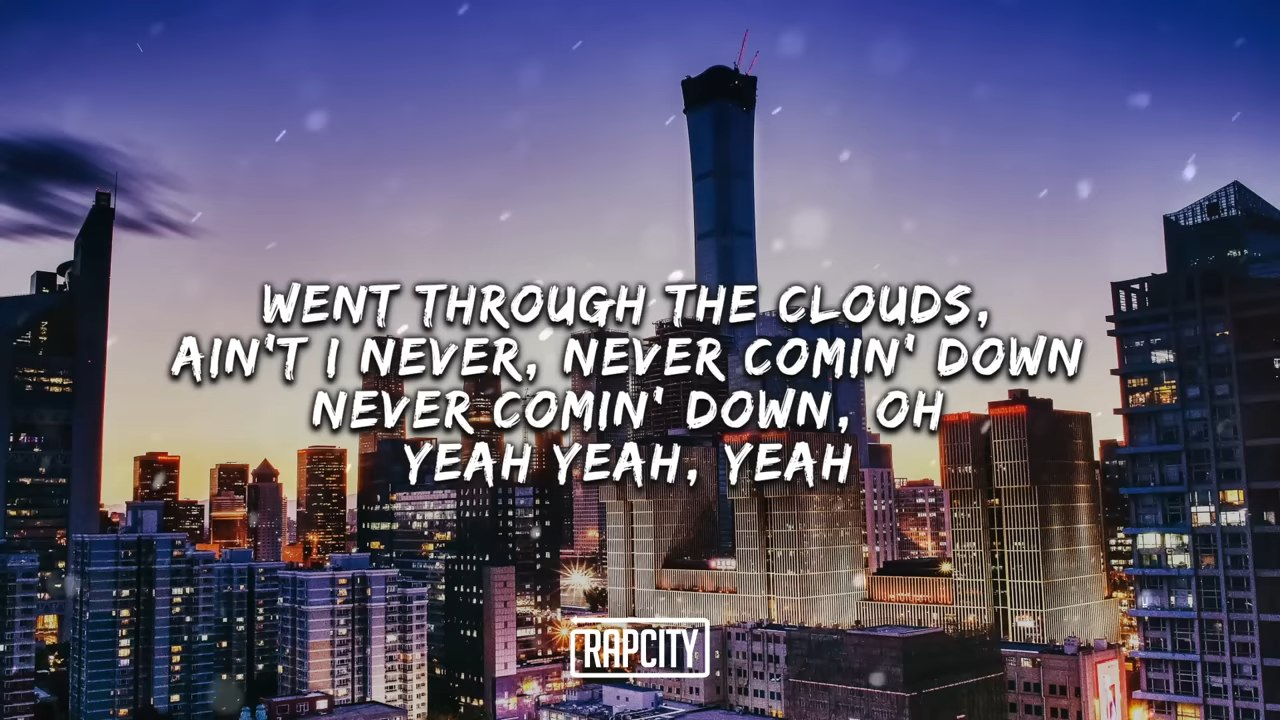 WENT THROUGH THE CLOUDS,
AIN'T I NEVER, NEVER COMIN' DOWN
NEVER COMIN' DOWN, OH
YEAH YEAH, YEAH
RAPCITY